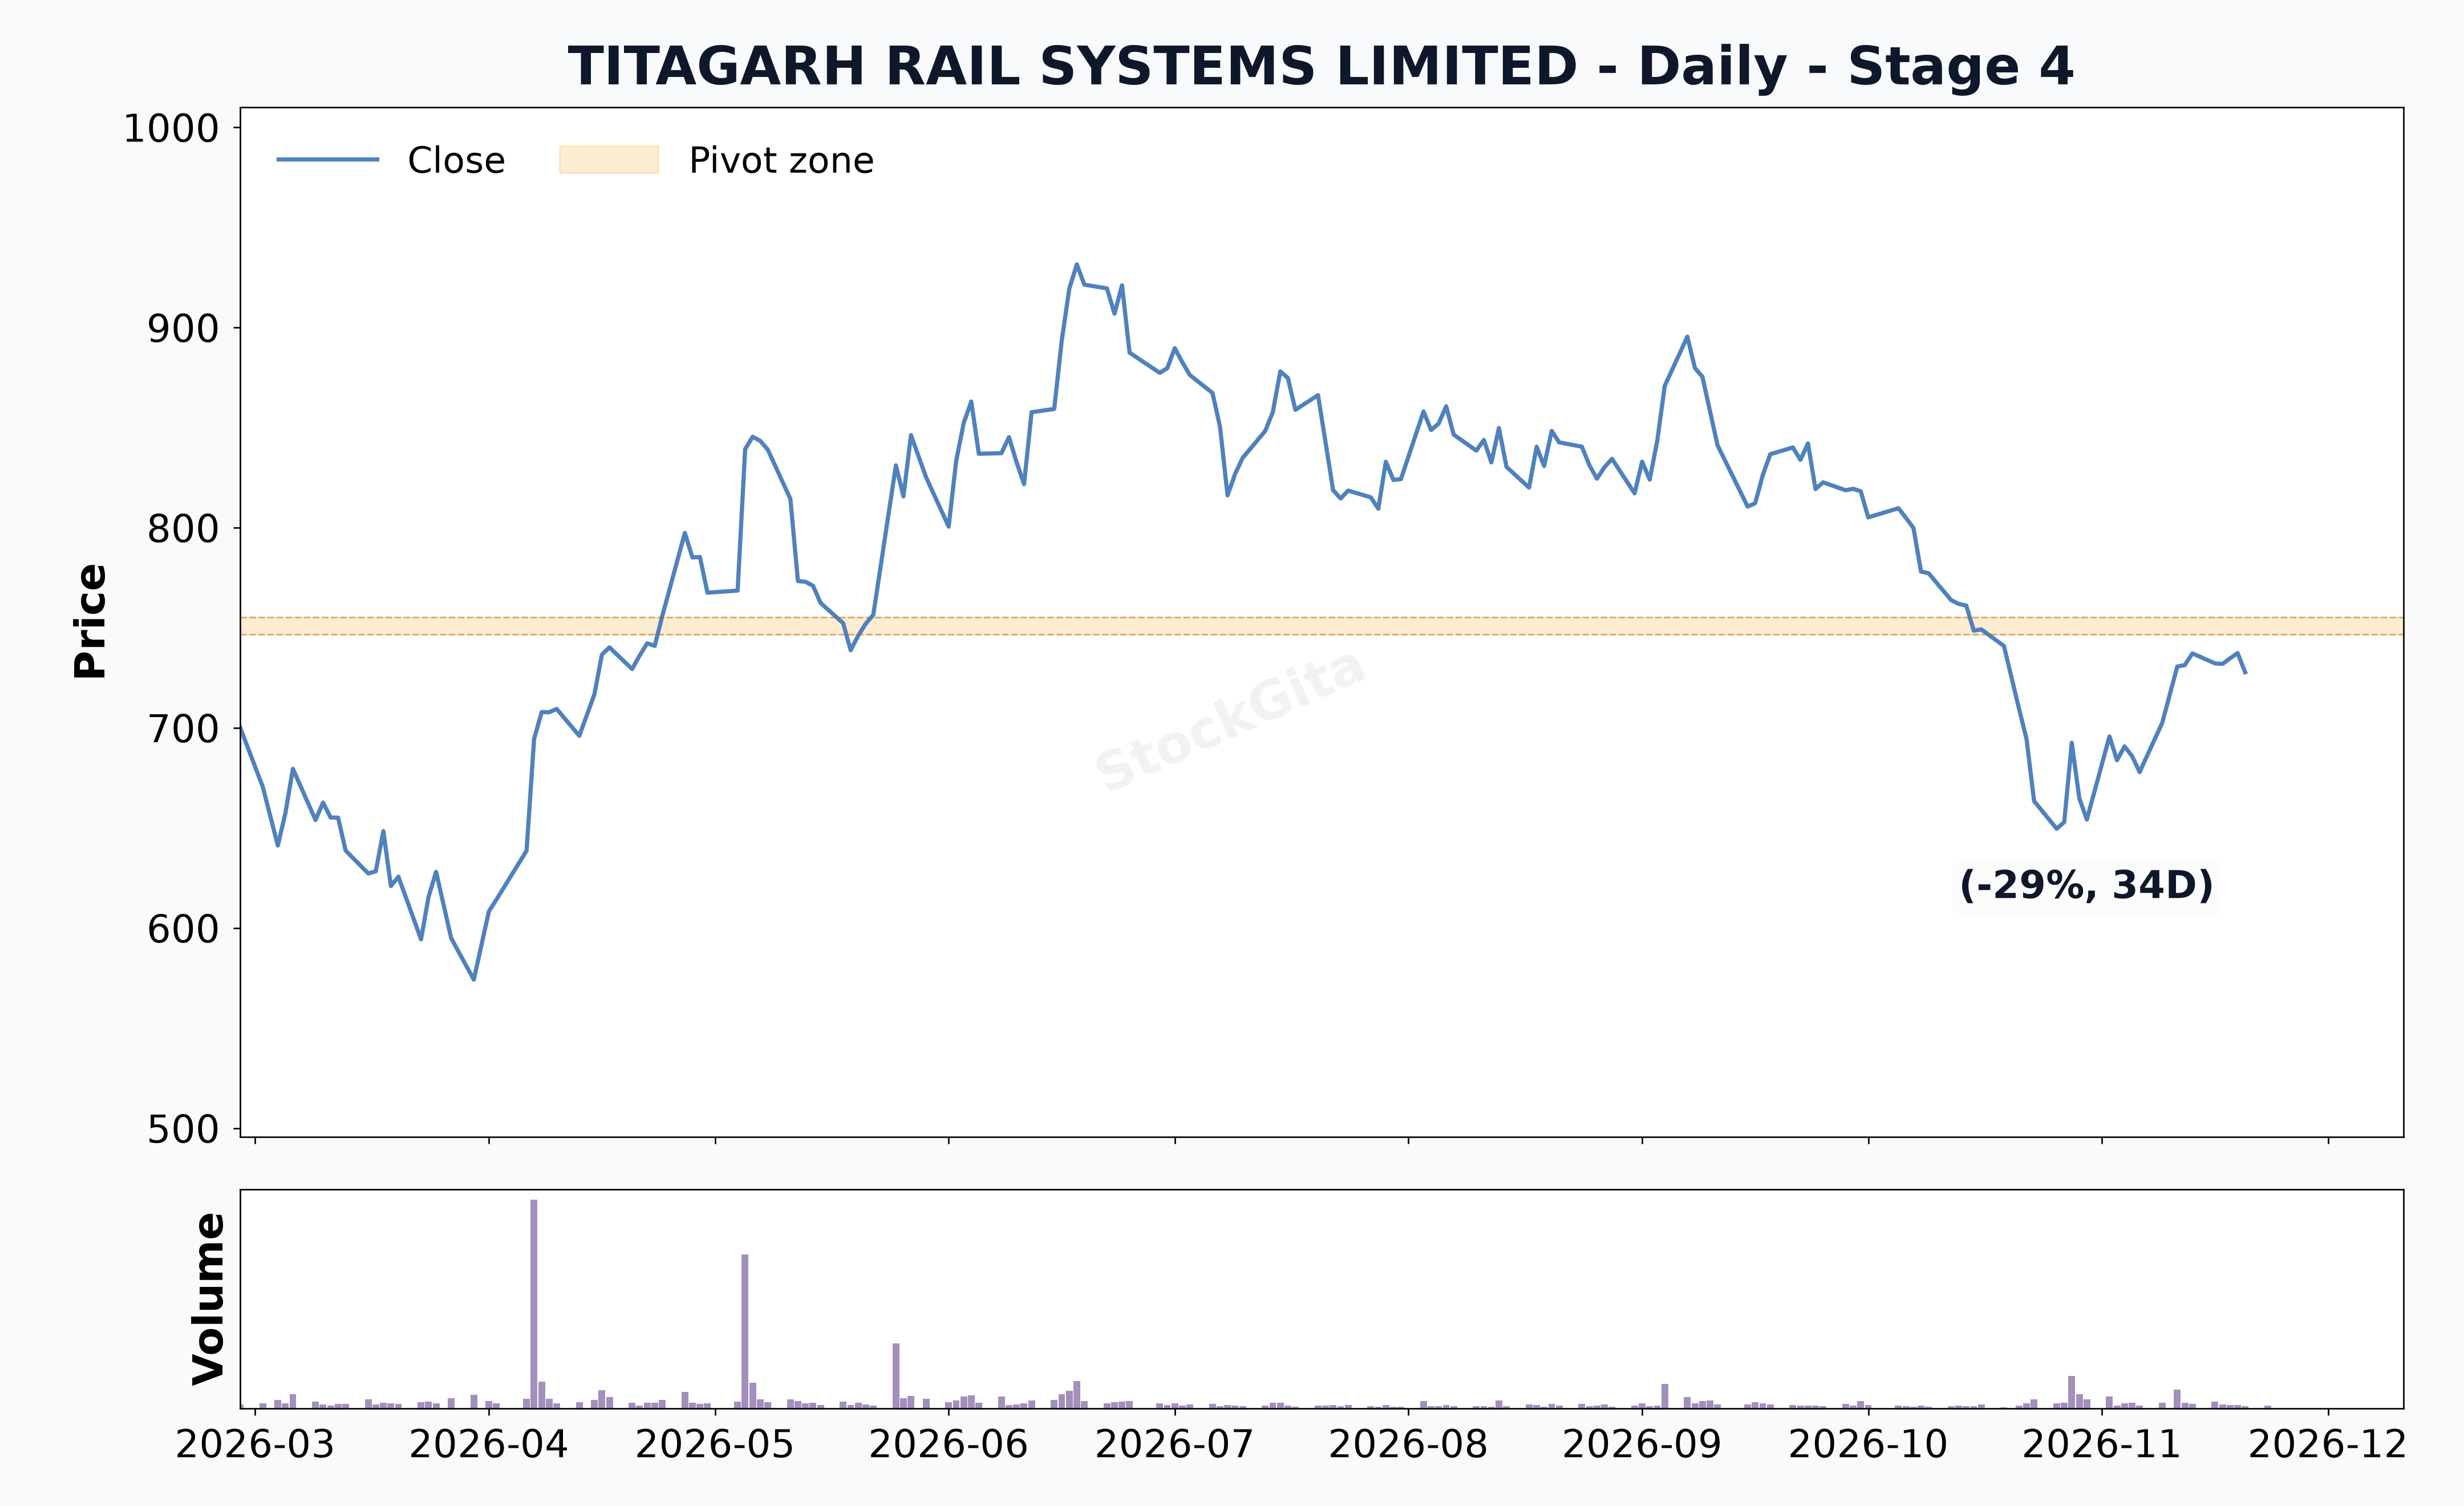 TITAGARH RAIL SYSTEMS LIMITED - Daily - Stage 4
Close
Pivot zone
1000
900
800
700
600
500
Price
StockGita
(-29%, 34D)
Volume
2026-03
2026-04
2026-05
2026-06
2026-07
2026-08
2026-09
2026-10
2026-11
2026-12